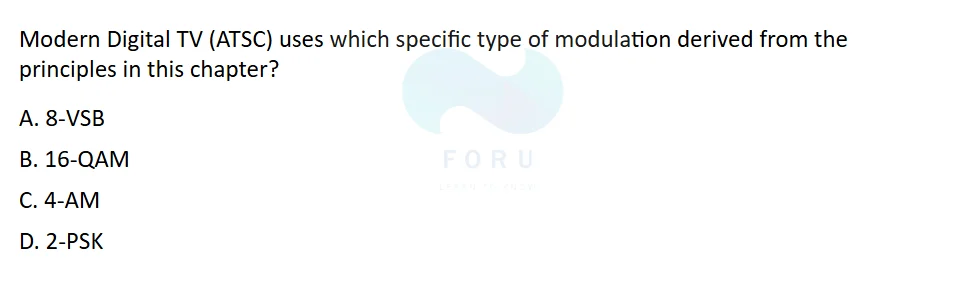 Modern Digital TV (ATSC) uses which specific type of modulation derived from the
principles in this chapter?
A. 8-VSB
B. 16-QAM
FORU
C. 4-AM
D. 2-PSK